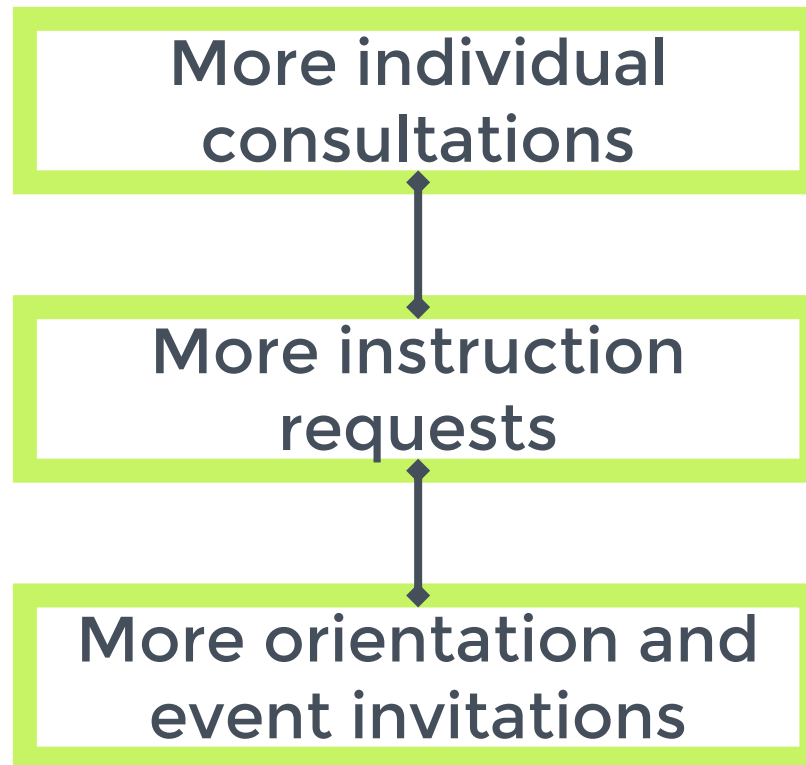 More individual
consultations
More instruction
requests
More orientation and
event invitations